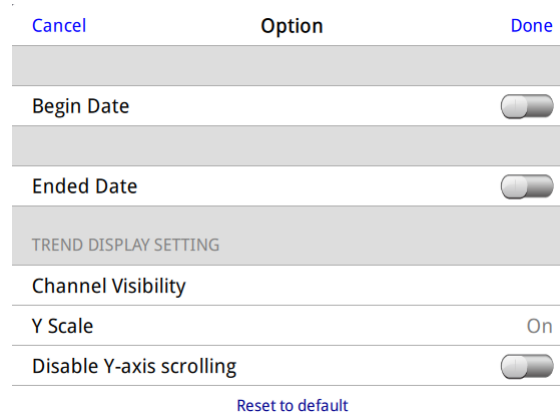 Cancel Option Done
Begin Date
Ended Date
TREND DISPLAY SETTING
Channel Visibility
Y Scale On
Disable Y-axis scrolling
Reset to default